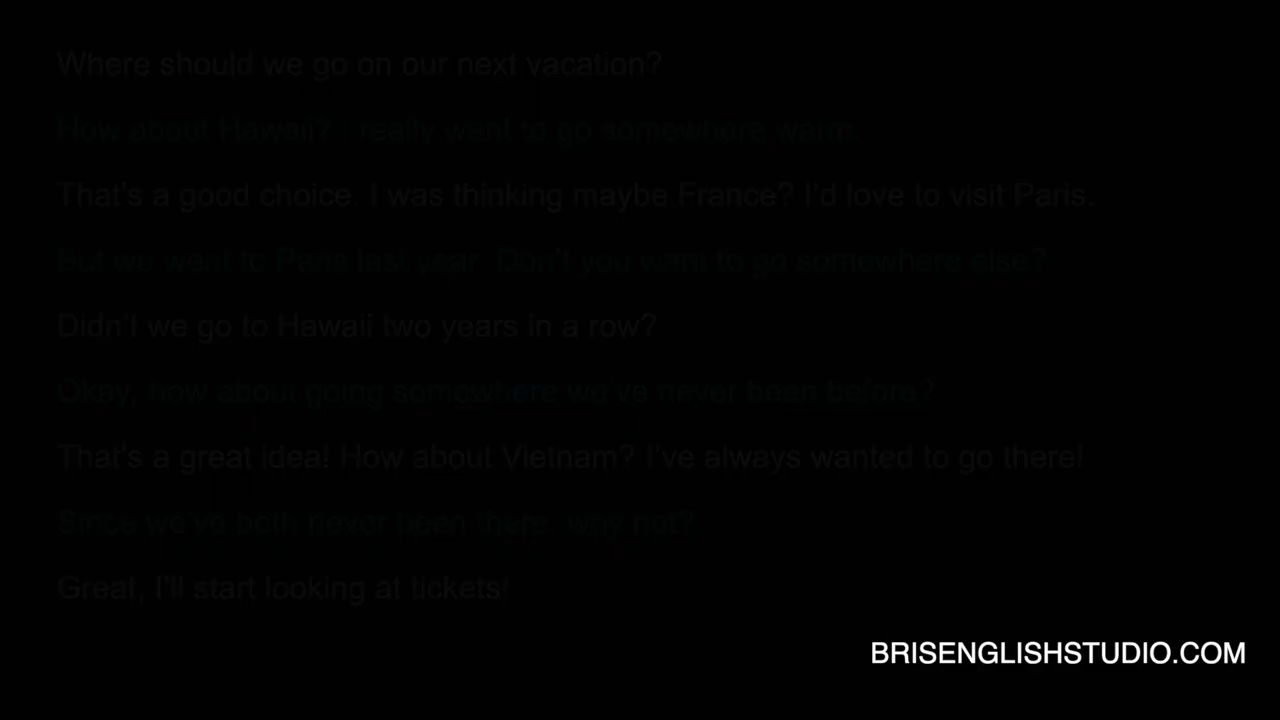 Where should we go on our next vacation?
How about Hawaii? I really want to go somewhere warm.
That's a good choice. I was thinking maybe France? I'd love to visit Paris.
But we went to Paris last year. Don't you want to go somewhere else?
Didn't we go to Hawaii two years in a row?
Okay, how about going somewhere we've never been before?
That's a great idea! How about Vietnam? I've always wanted to go there!
Since we've both never been there, why not?
Great, I'll start looking at tickets!
BRISENGLISHSTUDIO.COM